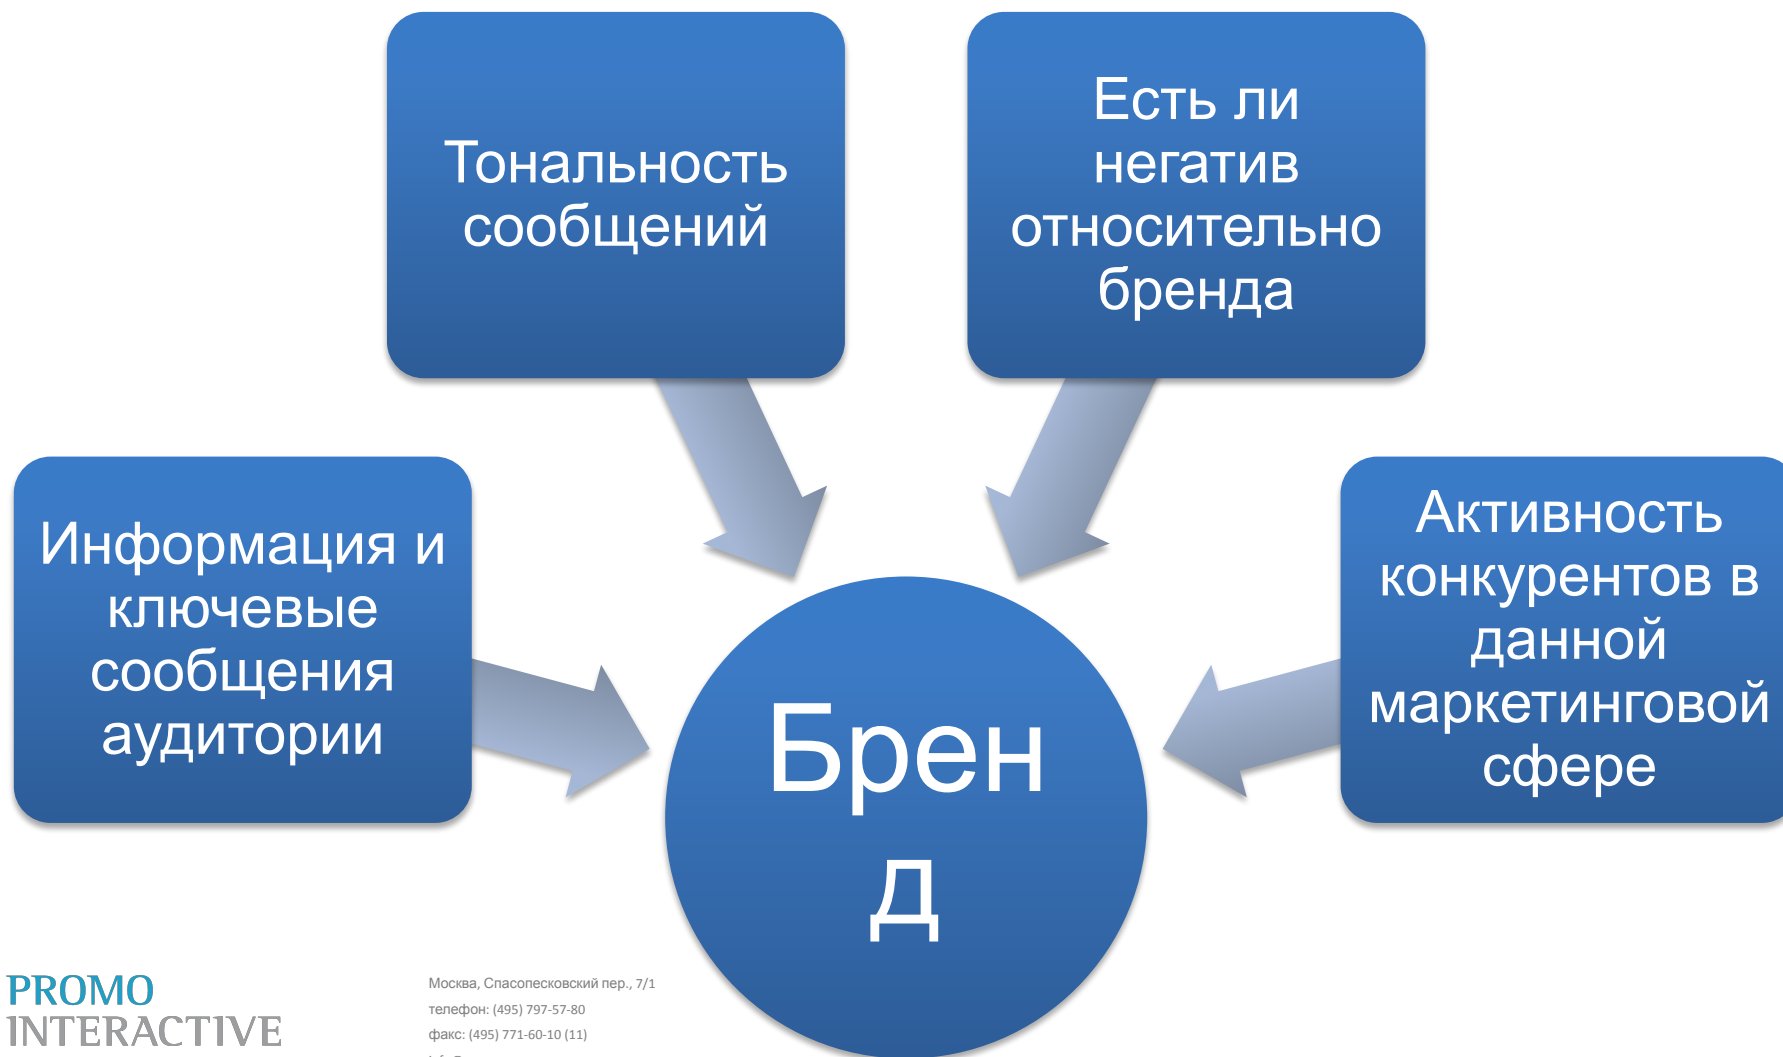 Тональность
сообщений
Есть ли
негатив
относительно
бренда
Информация и
ключевые
сообщения
аудитории
Активность
конкурентов в
данной
маркетинговой
сфере
Брен
д
PROMO
INTERACTIVE
Москва, Спасопесковский пер., 7/1
телефон: (495) 797-57-80
факс: (495) 771-60-10 (11)